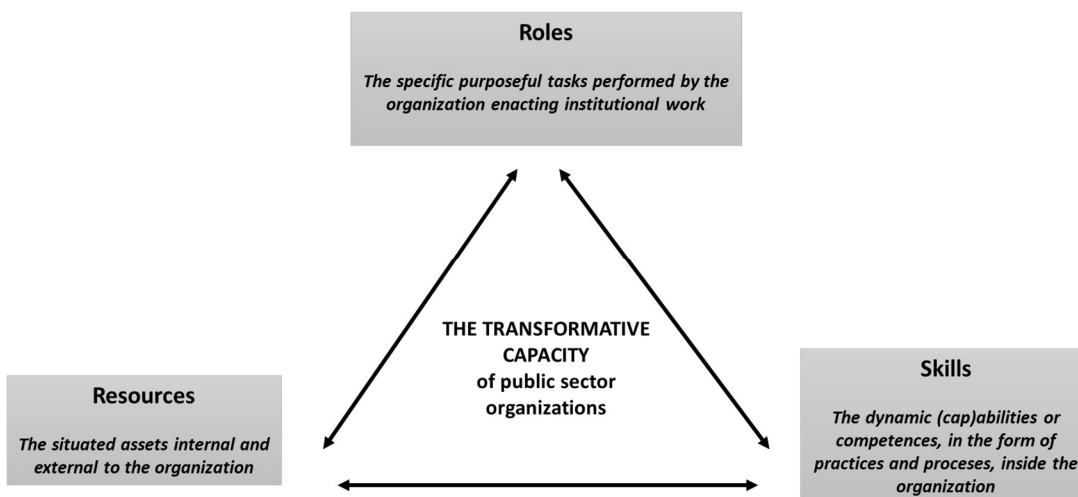 Roles
The specific purposeful tasks performed by the
organization enacting institutional work
THE TRANSFORMATIVE
CAPACITY
of public sector
organizations
Resources
The situated assets internal and
external to the organization
Skills
The dynamic (cap)abilities or
competences, in the form of
practices and proceses, inside the
organization